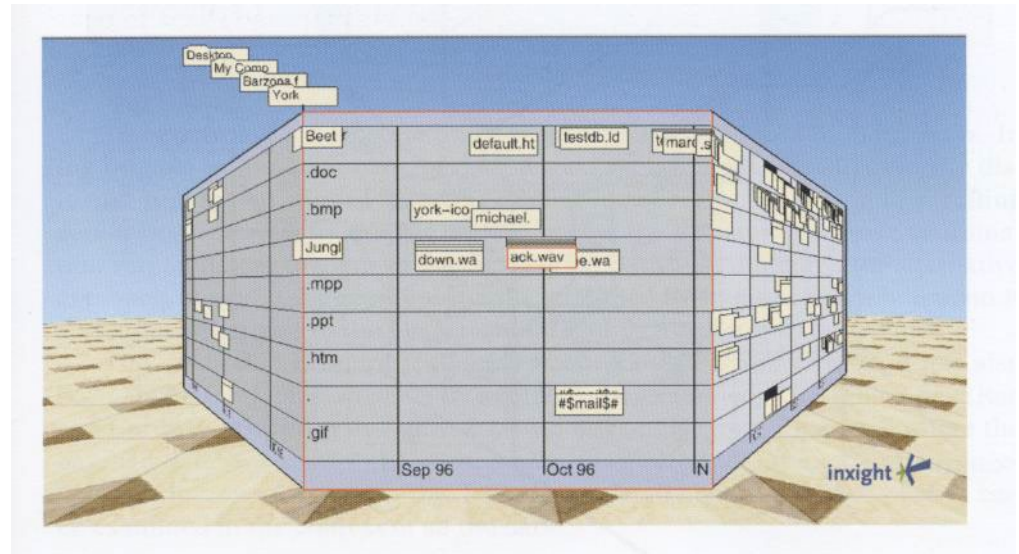 Desktop
My Comp
Barzona.f
York
Beet
default.ht
testdb.ld
mar
.s
.doc
.bmp
york-ico
michael.
Jungl
down.wa
ack.wav
e.wa
.mpp
.ppt
.htm
.
#$mail$#
.gif
Sep 96
Oct 96
N
inxight